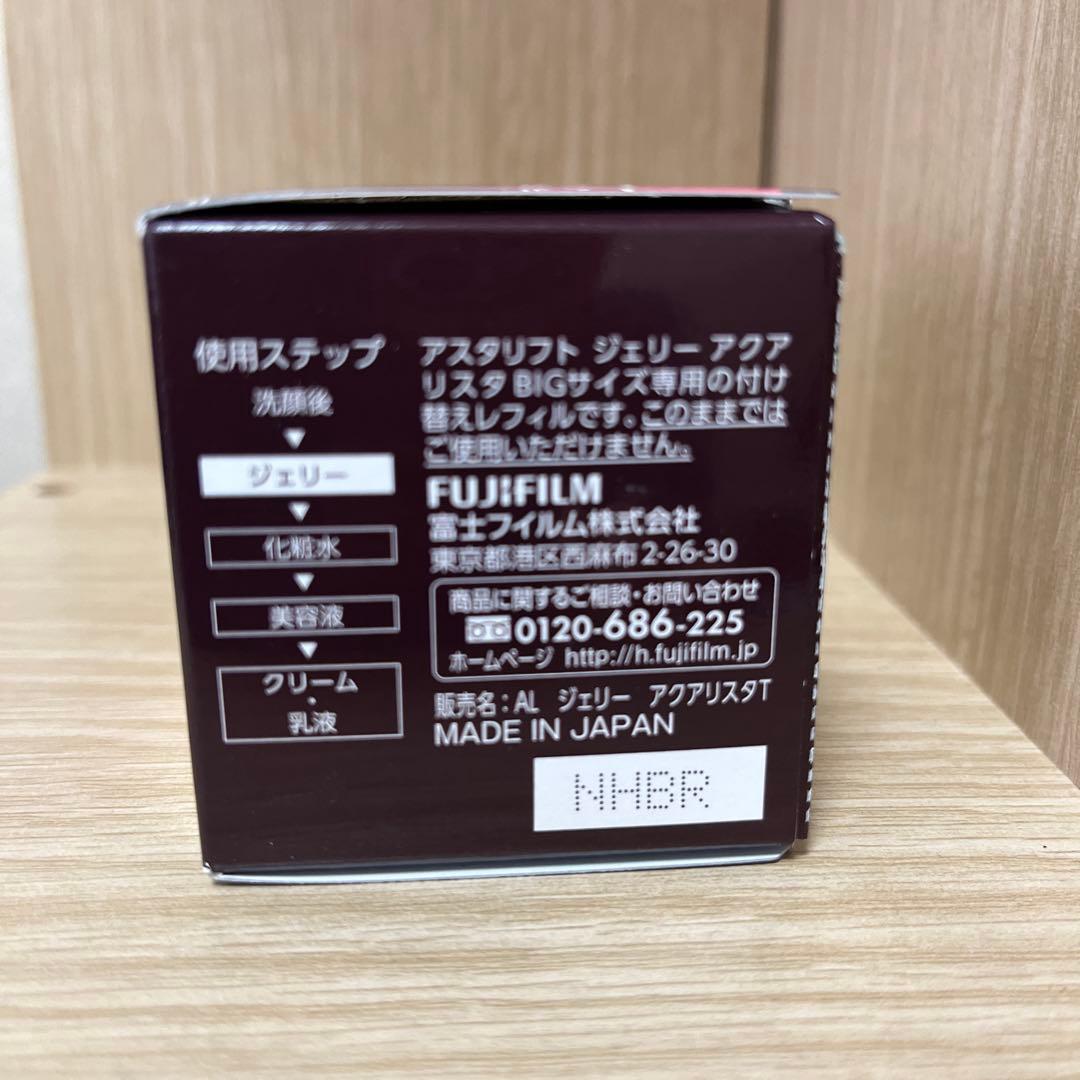 使用ステップ
洗顔後
▼
ジェリー
▼
化粧水
▼
美容液
▼
クリーム
・
乳液
アスタリフト ジェリー アクア
リスタ BIGサイズ専用の付け
替えレフィルです。このままでは
ご使用いただけません。
FUJIFILM
富士フイルム株式会社
東京都港区西麻布 2-26-30
商品に関するご相談・お問い合わせ
0120-686-225
ホームページ http://h.fujifilm.jp
販売名:AL ジェリー アクアリスタT
MADE IN JAPAN
NHBR